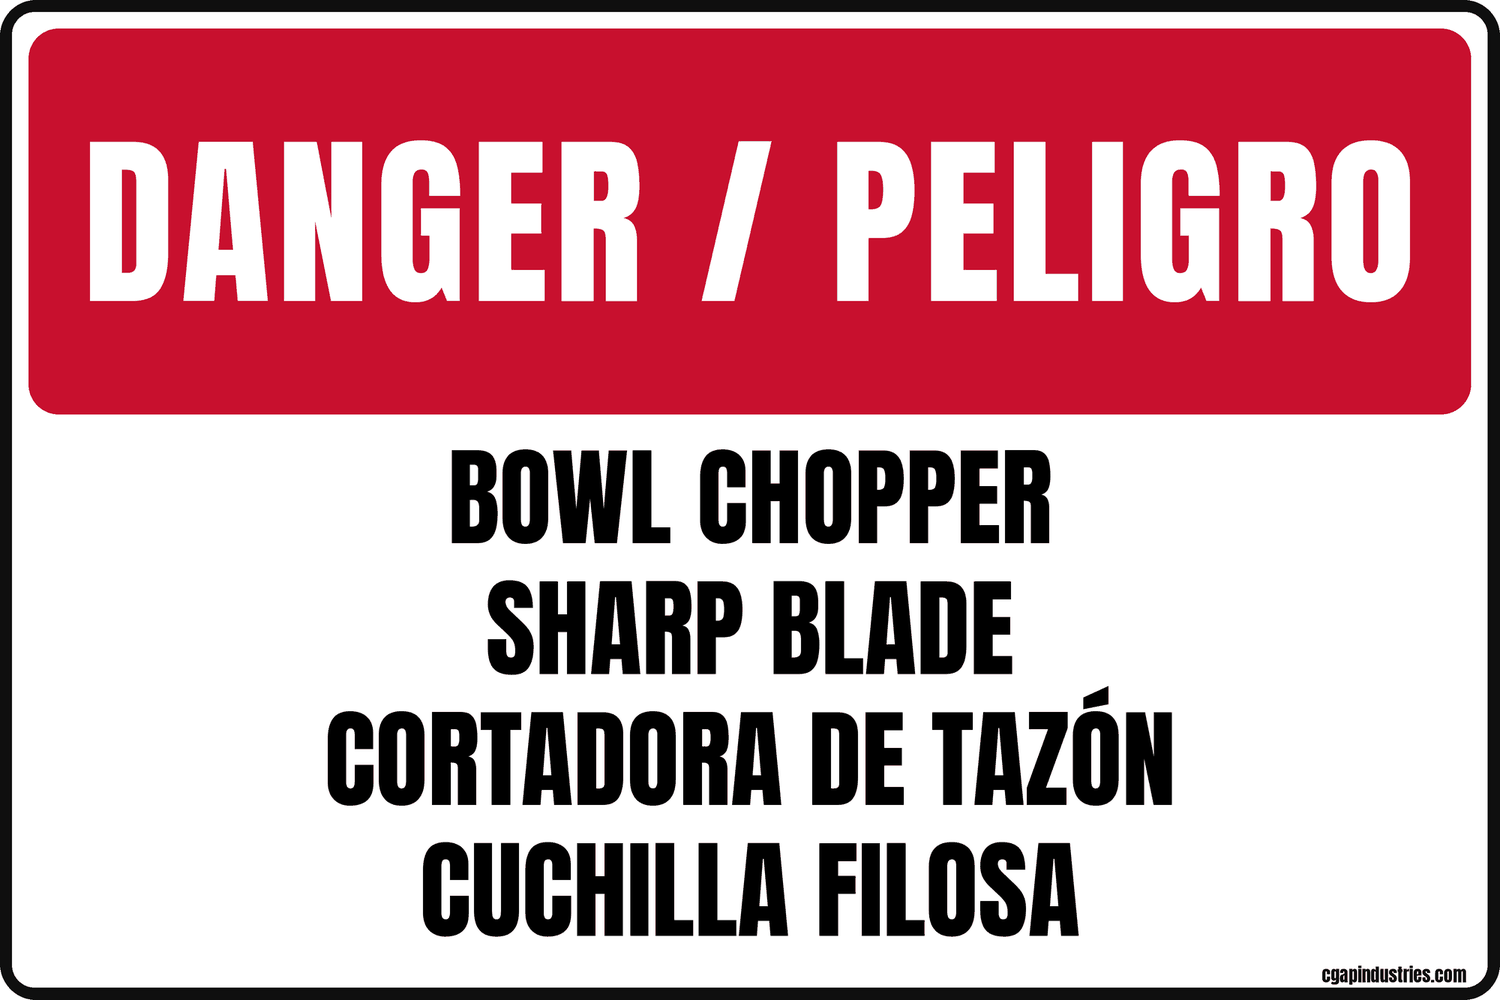 DANGER / PELIGRO
BOWL CHOPPER
SHARP BLADE
CORTADORA DE TAZÓN
CUCHILLA FILOSA
cgapindustries.com